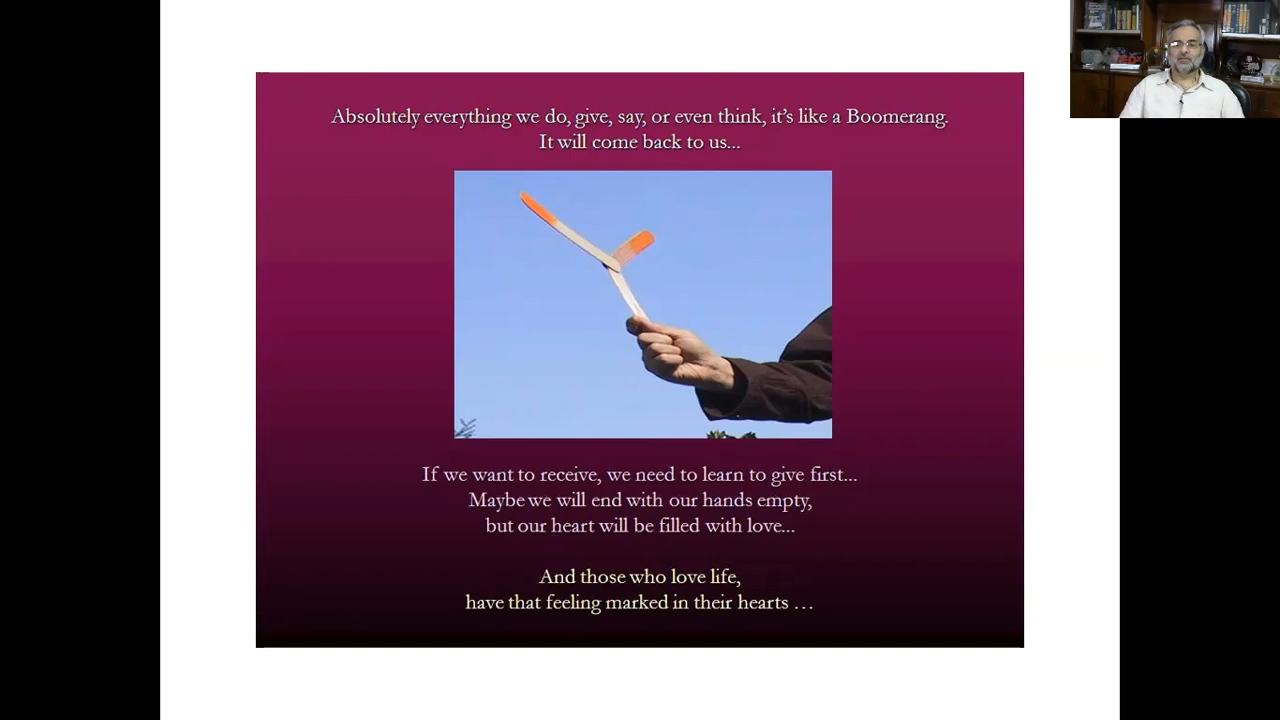 Absolutely everything we do, give, say, or even think, it's like a Boomerang.
It will come back to us...
If we want to receive, we need to learn to give first...
Maybe we will end with our hands empty,
but our heart will be filled with love...
And those who love life,
have that feeling marked in their hearts …